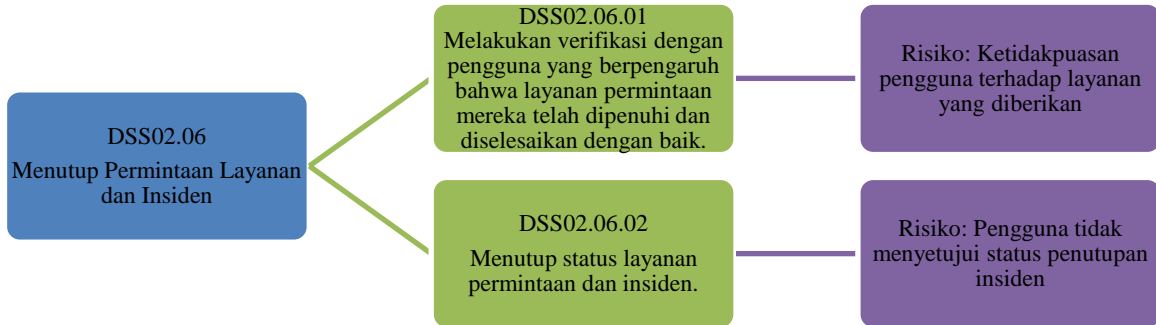 DSS02.06
Menutup Permintaan Layanan
dan Insiden
DSS02.06.01
Melakukan verifikasi dengan
pengguna yang berpengaruh
bahwa layanan permintaan
mereka telah dipenuhi dan
diselesaikan dengan baik.
Risiko: Ketidakpuasan
pengguna terhadap layanan
yang diberikan
DSS02.06.02
Menutup status layanan
permintaan dan insiden.
Risiko: Pengguna tidak
menyetujui status penutupan
insiden